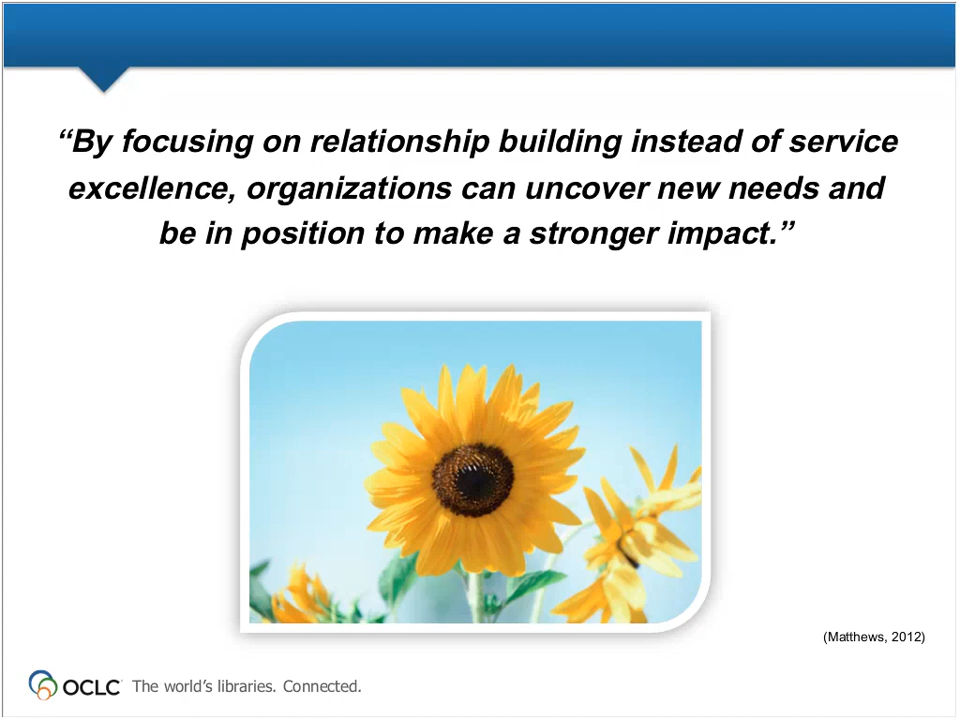 “By focusing on relationship building instead of service
excellence, organizations can uncover new needs and
be in position to make a stronger impact.”
(Matthews, 2012)
OCLC The world’s libraries. Connected.